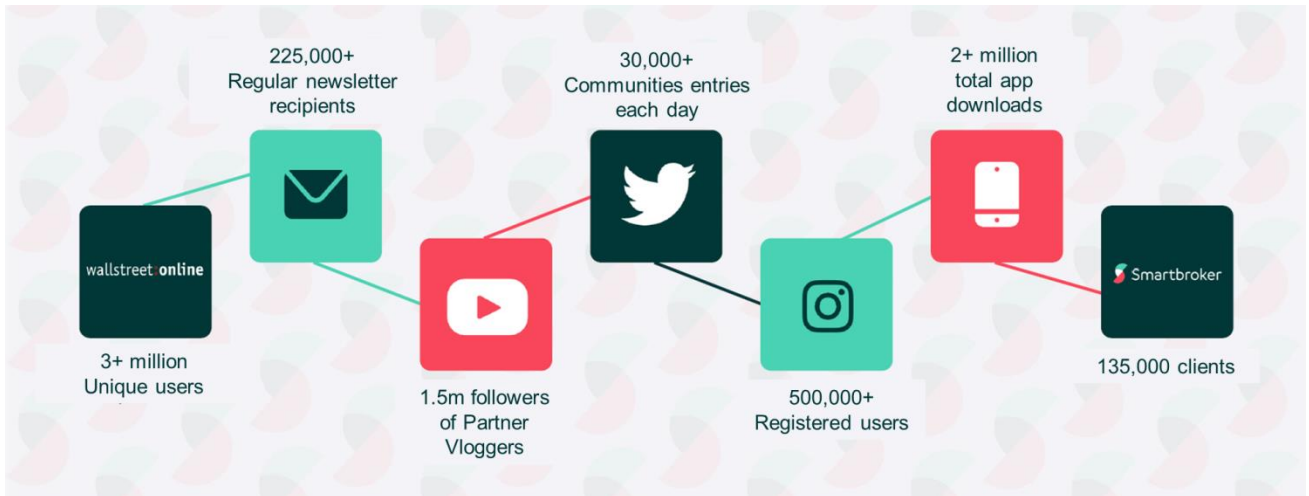 wallstreet:online
3+ million
Unique users
225,000+
Regular newsletter
recipients
1.5m followers
of Partner
Vloggers
30,000+
Communities entries
each day
500,000+
Registered users
2+ million
total app
downloads
Smartbroker
135,000 clients